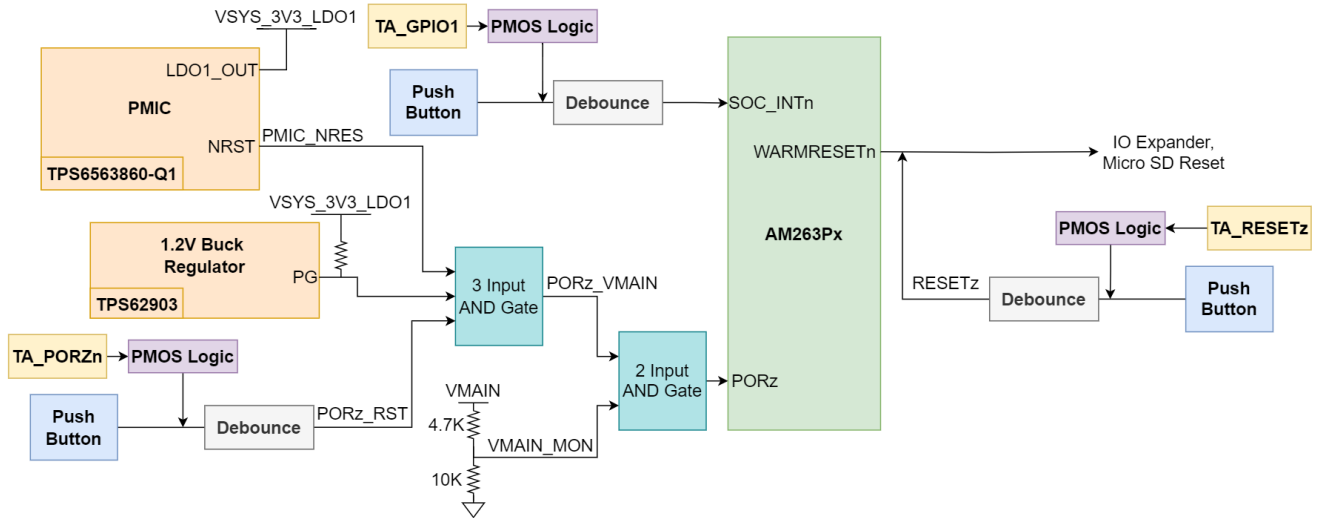 VSYS_3V3_LDO1
TA_GPIO1
PMOS Logic
LDO1_OUT
PMIC
Push
Button
Debounce
SOC_INTn
NRST
PMIC_NRES
WARMRESETn
IO Expander,
Micro SD Reset
TPS6563860-Q1
VSYS_3V3_LDO1
PMOS Logic
TA_RESETz
AM263Px
1.2V Buck
Regulator
PG
3 Input
AND Gate
PORz_VMAIN
RESETz
Debounce
Push
Button
TPS62903
TA_PORZn
PMOS Logic
2 Input
AND Gate
PORz
VMAIN
Push
Button
Debounce
PORz_RST
4.7K
VMAIN_MON
10K